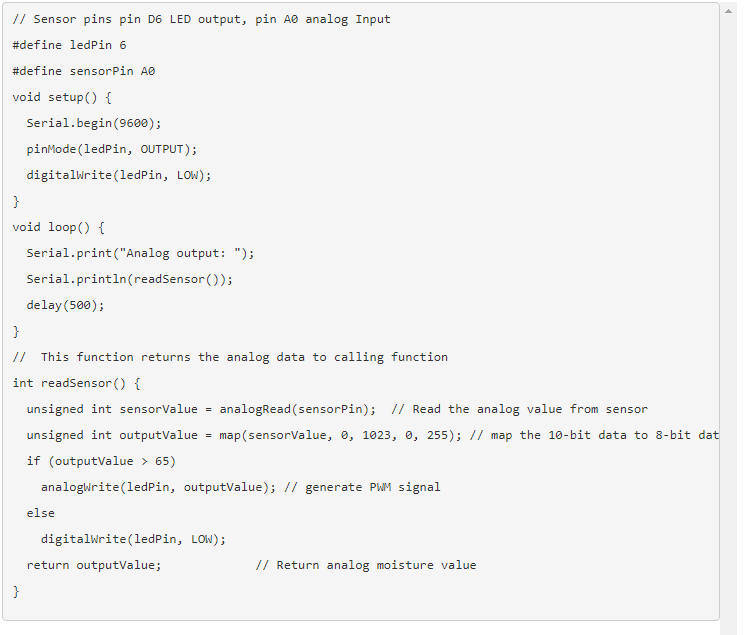 // Sensor pins pin D6 LED output, pin A0 analog Input
#define ledPin 6
#define sensorPin A0
void setup() {
  Serial.begin(9600);
  pinMode(ledPin, OUTPUT);
  digitalWrite(ledPin, LOW);
}
void loop() {
  Serial.print("Analog output: ");
  Serial.println(readSensor());
  delay(500);
}
//  This function returns the analog data to calling function
int readSensor() {
  unsigned int sensorValue = analogRead(sensorPin);  // Read the analog value from sensor
  unsigned int outputValue = map(sensorValue, 0, 1023, 0, 255); // map the 10-bit data to 8-bit dat
  if (outputValue > 65)
    analogWrite(ledPin, outputValue); // generate PWM signal
  else
    digitalWrite(ledPin, LOW);
  return outputValue;             // Return analog moisture value
}